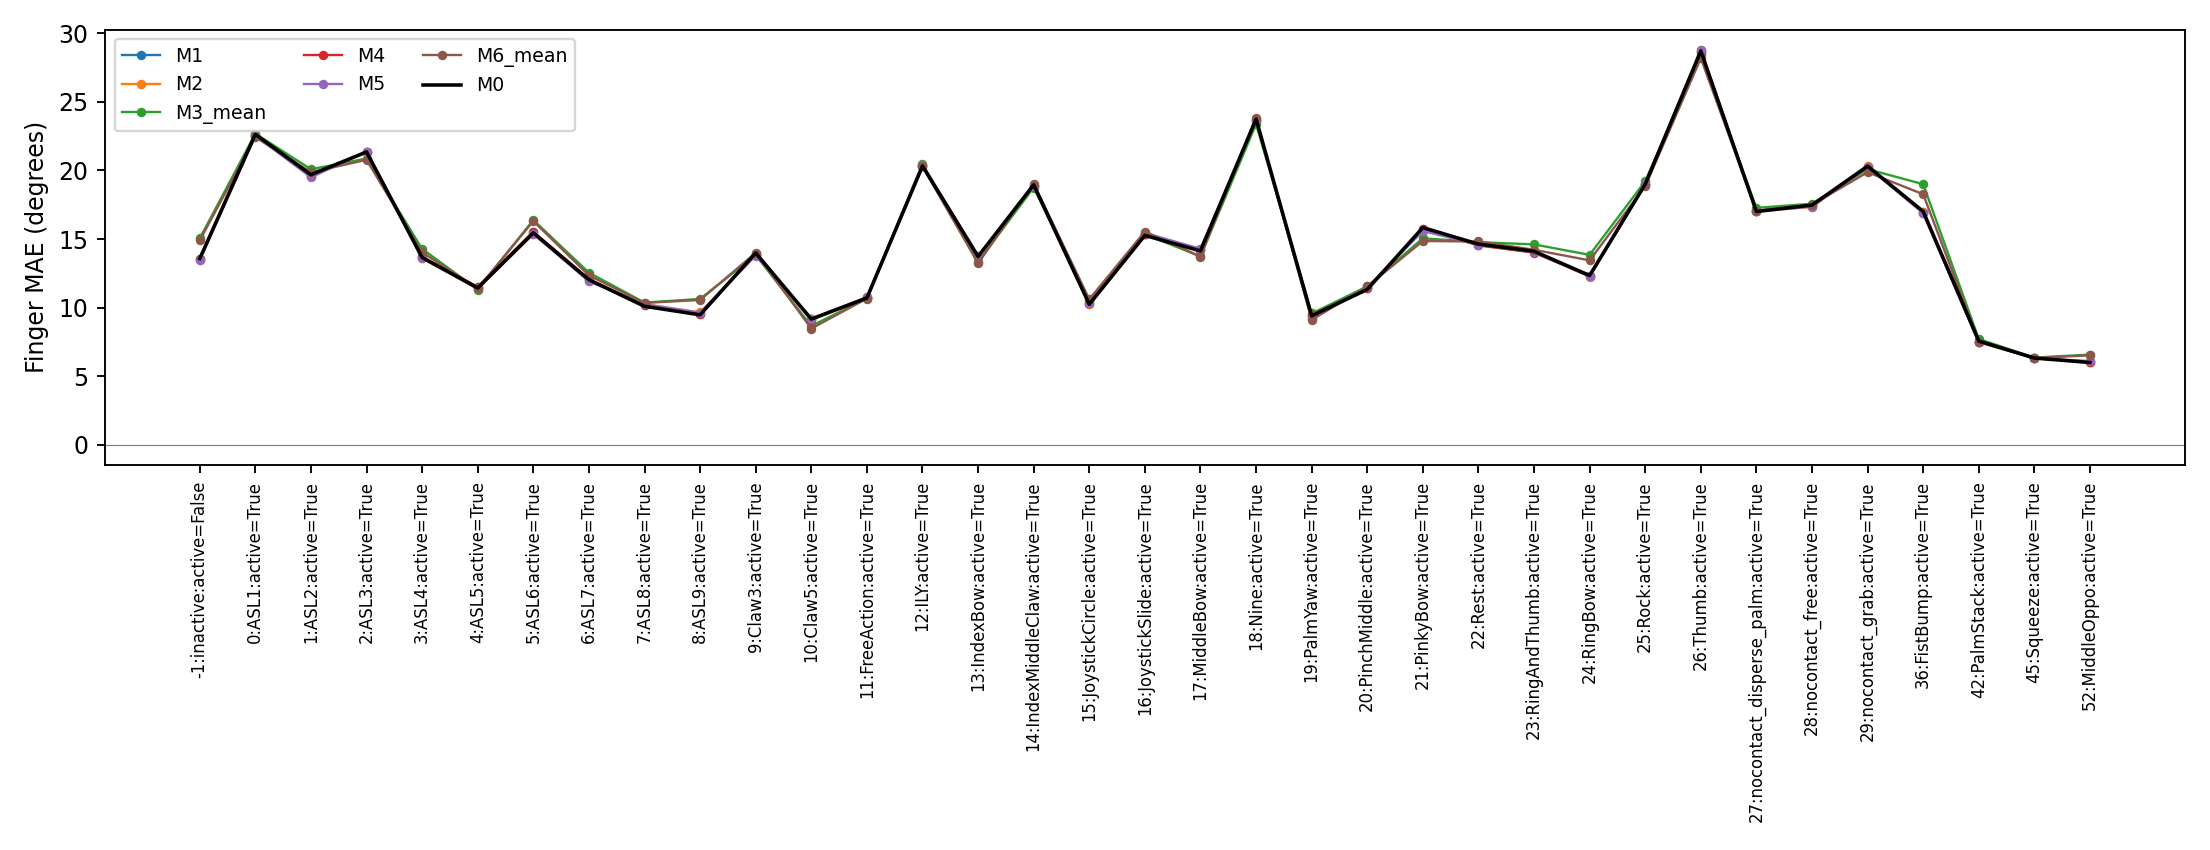 Finger MAE (degrees)
30
25
20
15
10
5
0
M1
M2
M3_mean
M4
M5
M6_mean
M0
-1:inactive:active=False
0:ASL1:active=True
1:ASL2:active=True
2:ASL3:active=True
3:ASL4:active=True
4:ASL5:active=True
5:ASL6:active=True
6:ASL7:active=True
7:ASL8:active=True
8:ASL9:active=True
9:Claw3:active=True
10:Claw5:active=True
11:FreeAction:active=True
12:ILY:active=True
13:IndexBow:active=True
14:IndexMiddleClaw:active=True
15:JoystickCircle:active=True
16:JoystickSlide:active=True
17:MiddleBow:active=True
18:Nine:active=True
19:PalmYaw:active=True
20:PinchMiddle:active=True
21:PinkyBow:active=True
22:Rest:active=True
23:RingAndThumb:active=True
24:RingBow:active=True
25:Rock:active=True
26:Thumb:active=True
27:nocontact_disperse_palm:active=True
28:nocontact_free:active=True
29:nocontact_grab:active=True
36:FistBump:active=True
42:PalmStack:active=True
45:Squeeze:active=True
52:MiddleOppo:active=True